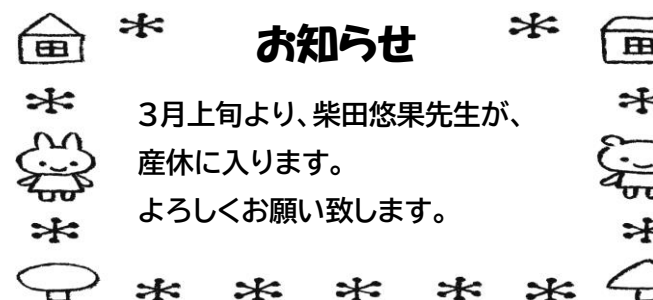 お知らせ
3月上旬より、柴田悠果先生が、
産休に入ります。
よろしくお願い致します。